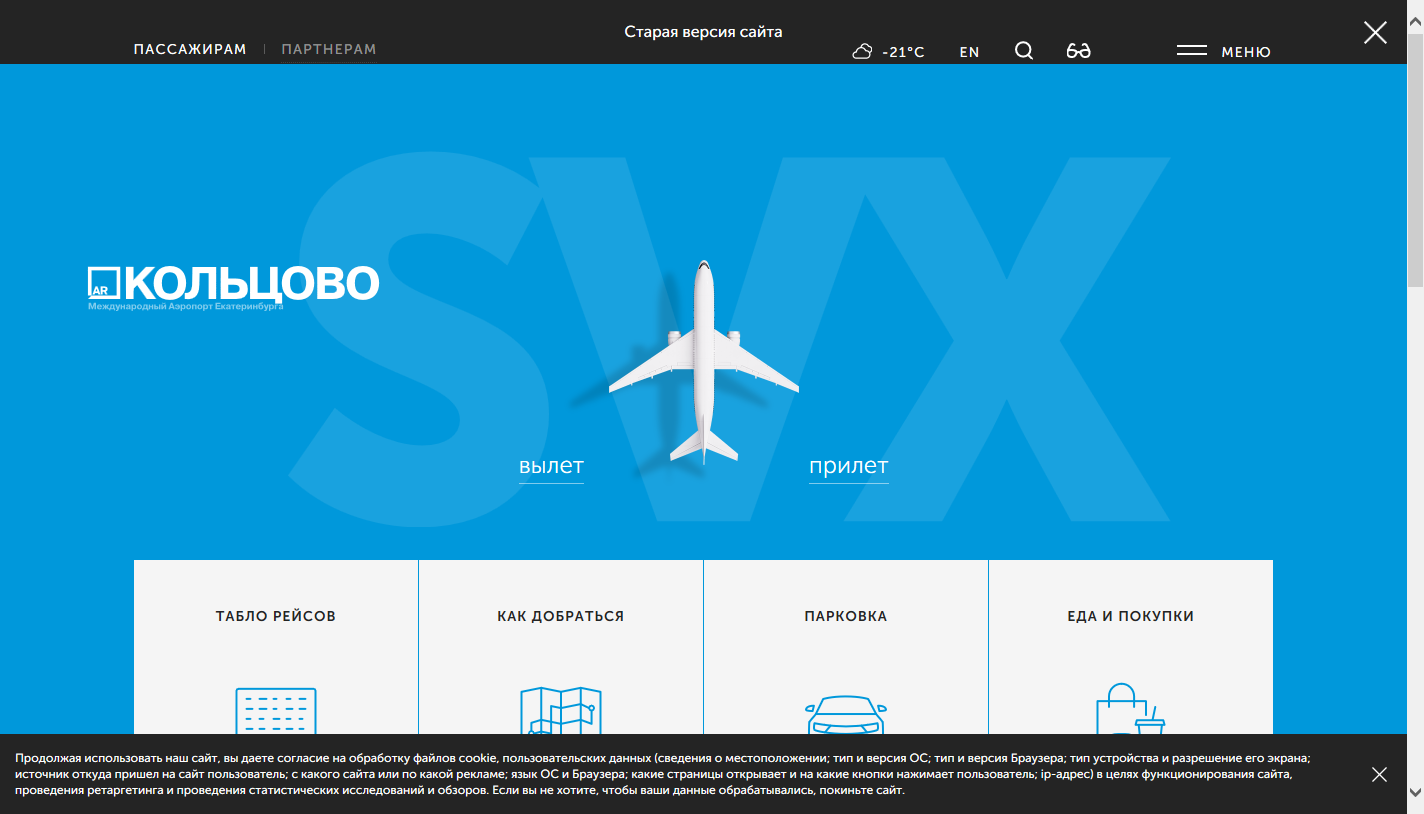 Старая версия сайта
ПАССАЖИРАМ
ПАРТНЕРАМ
-21°C
EN
МЕНЮ
SVX
AR
КОЛЬЦОВО
Международный Аэропорт Екатеринбурга
вылет
прилет
ТАБЛО РЕЙСОВ
КАК ДОБРАТЬСЯ
ПАРКОВКА
ЕДА И ПОКУПКИ
Продолжая использовать наш сайт, вы даете согласие на обработку файлов cookie, пользовательских данных (сведения о местоположении; тип и версия ОС; тип и версия Браузера; тип устройства и разрешение его экрана;
источник откуда пришел на сайт пользователь; с какого сайта или по какой рекламе; язык ОС и Браузера; какие страницы открывает и на какие кнопки нажимает пользователь; ip-адрес) в целях функционирования сайта,
проведения ретаргетинга и проведения статистических исследований и обзоров. Если вы не хотите, чтобы ваши данные обрабатывались, покиньте сайт.